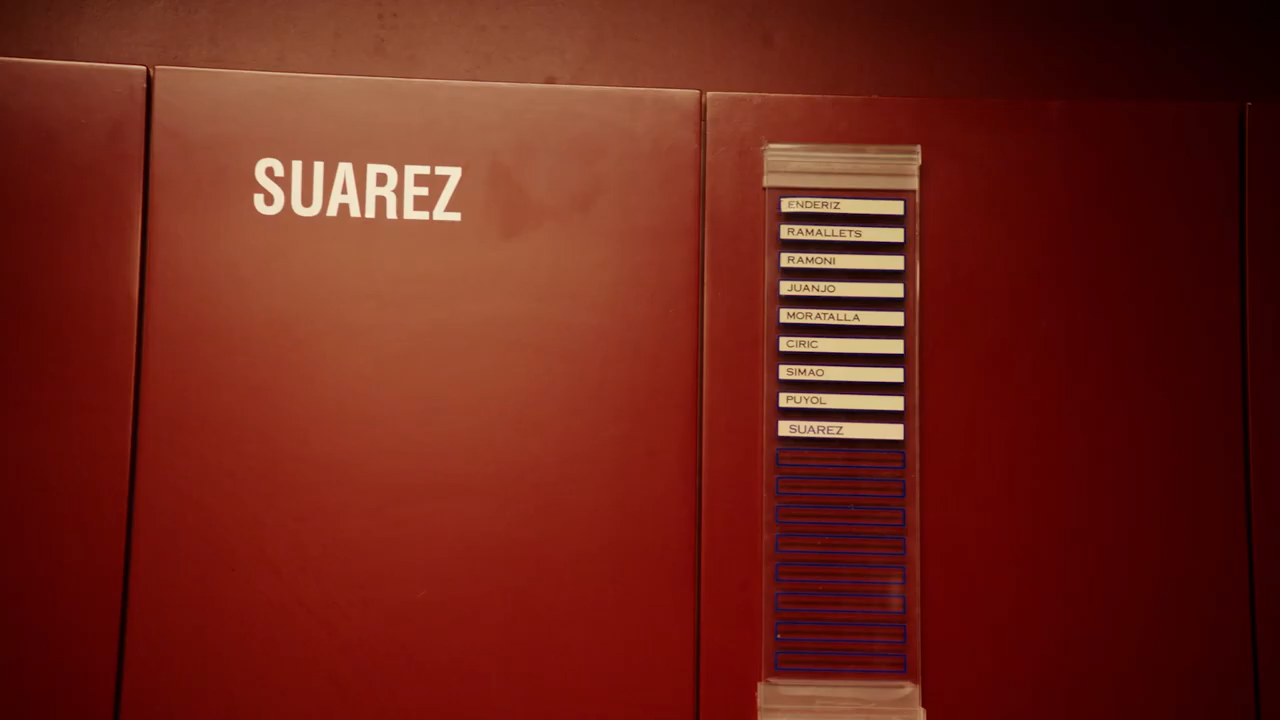 SUAREZ
ENDERIZ
RAMALLETS
RAMONI
JUANJO
MORATALLA
CIRIC
SIMAO
PUYOL
SUAREZ